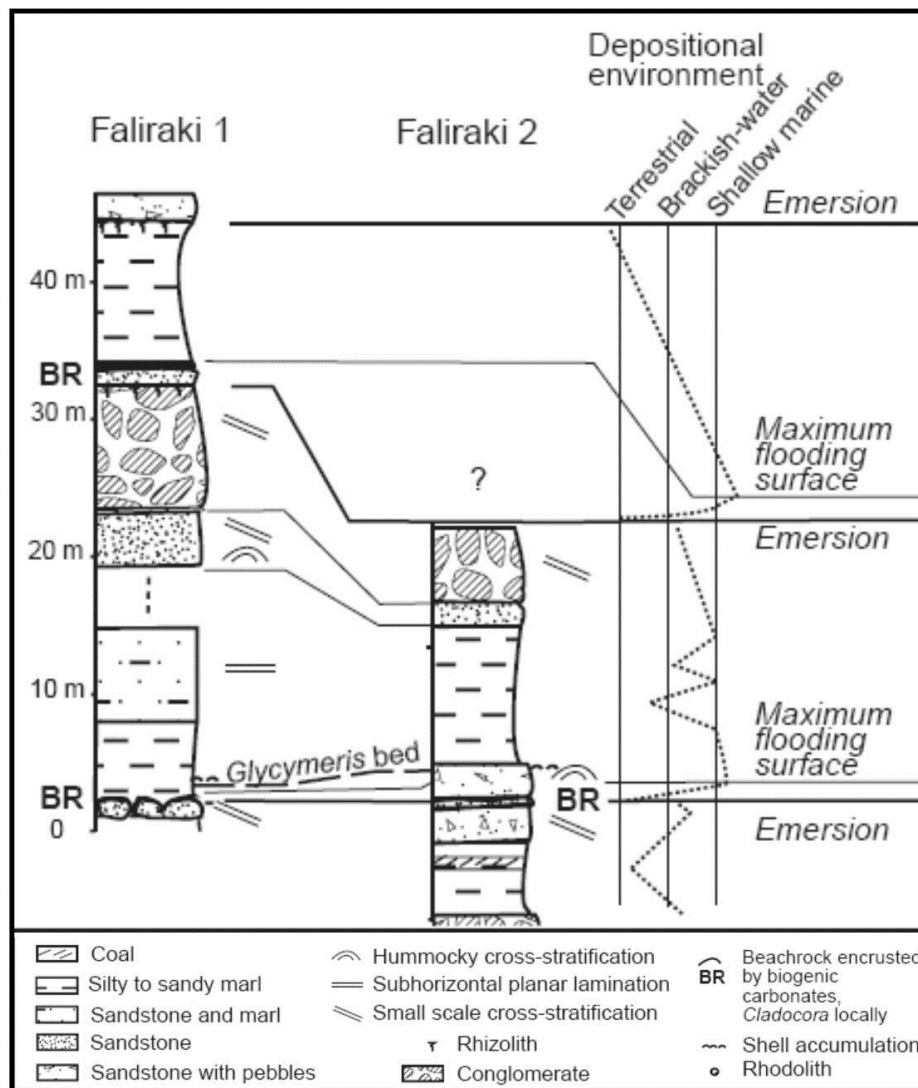 Depositional
environment
Faliraki 1
Faliraki 2
Terrestrial
Brackish-water
Shallow marine
Emersion
40 m
BR
30 m
Maximum
flooding
surface
?
Emersion
20 m
10 m
Maximum
flooding
surface
Glycymeris bed
BR
BR
0
Emersion
Coal
Silty to sandy marl
Sandstone and marl
Sandstone
Sandstone with pebbles
Hummocky cross-stratification
Subhorizontal planar lamination
Small scale cross-stratification
Rhizolith
Conglomerate
BR
Beachrock encrusted
by biogenic
carbonates,
Cladocora locally
Shell accumulation
Rhodolith